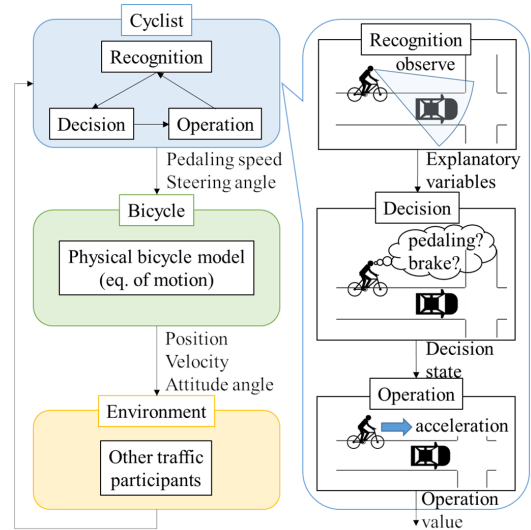 Cyclist
Recognition
Decision
Operation
Pedaling speed
Steering angle
Bicycle
Physical bicycle model
(eq. of motion)
Position
Velocity
Attitude angle
Environment
Other traffic
participants
Recognition
observe
Explanatory
variables
Decision
pedaling?
brake?
Decision
state
Operation
acceleration
Operation
value